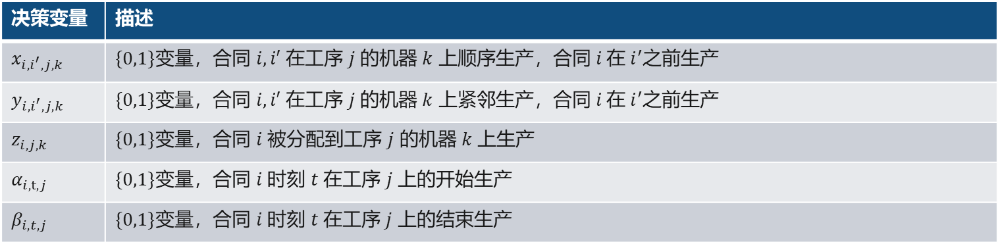 决策变量 描述
x_{i,i′,j,k} {0,1}变量，合同 i, i′ 在工序 j 的机器 k 上顺序生产，合同 i 在 i′之前生产
y_{i,i′,j,k} {0,1}变量，合同 i, i′ 在工序 j 的机器 k 上紧邻生产，合同 i 在 i′之前生产
z_{i,j,k} {0,1}变量，合同 i 被分配到工序 j 的机器 k 上生产
α_{i,t,j} {0,1}变量，合同 i 时刻 t 在工序 j 上的开始生产
β_{i,t,j} {0,1}变量，合同 i 时刻 t 在工序 j 上的结束生产